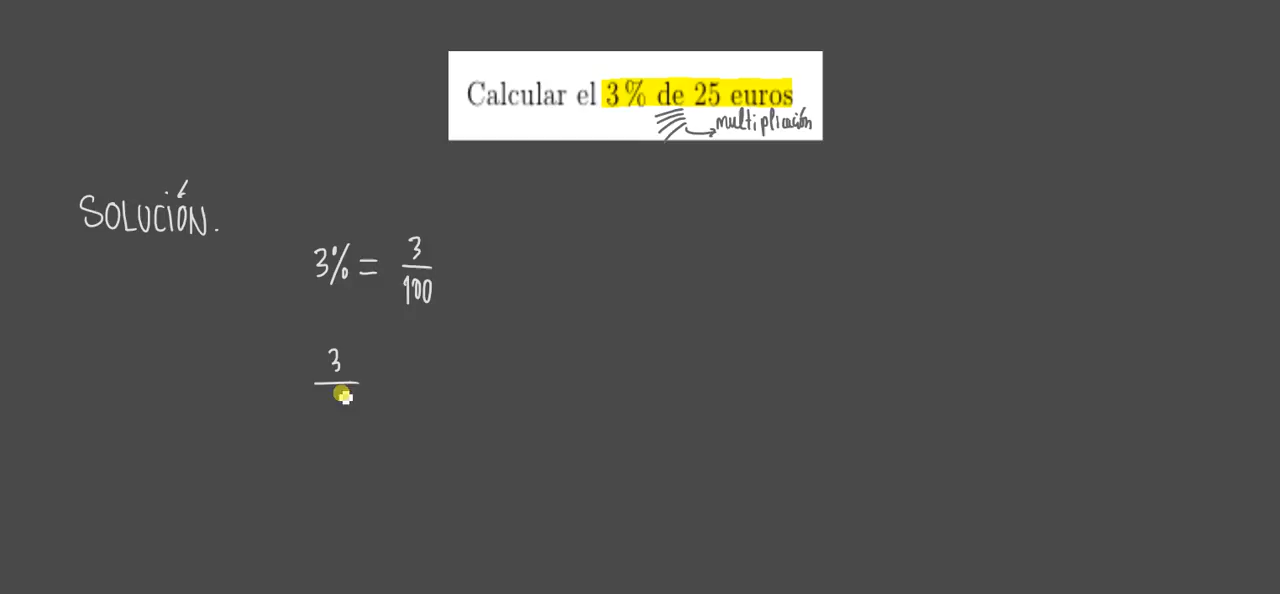 Calcular el 3% de 25 euros
multiplicación
SOLUCIÓN.
3% = 3/100
3